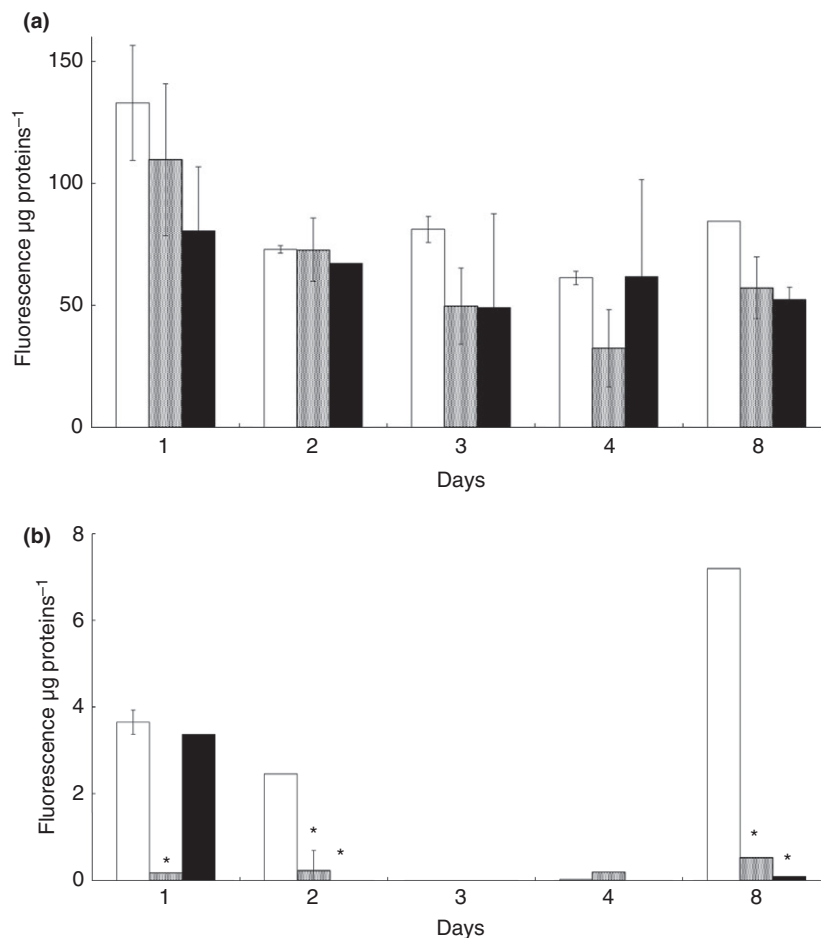 (a)
150
100
50
0
Fluorescence µg proteins⁻¹
1 2 3 4 8
Days
(b)
8
6
4
2
0
Fluorescence µg proteins⁻¹
* * * * *
1 2 3 4 8
Days